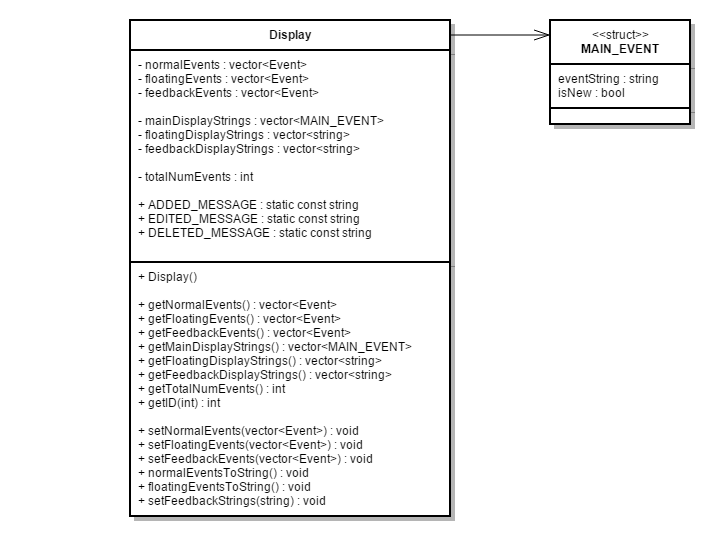 Display
- normalEvents : vector<Event>
- floatingEvents : vector<Event>
- feedbackEvents : vector<Event>
- mainDisplayStrings : vector<MAIN_EVENT>
- floatingDisplayStrings : vector<string>
- feedbackDisplayStrings : vector<string>
- totalNumEvents : int
+ ADDED_MESSAGE : static const string
+ EDITED_MESSAGE : static const string
+ DELETED_MESSAGE : static const string
+ Display()
+ getNormalEvents() : vector<Event>
+ getFloatingEvents() : vector<Event>
+ getFeedbackEvents() : vector<Event>
+ getMainDisplayStrings() : vector<MAIN_EVENT>
+ getFloatingDisplayStrings() : vector<string>
+ getFeedbackDisplayStrings() : vector<string>
+ getTotalNumEvents() : int
+ getID(int) : int
+ setNormalEvents(vector<Event>) : void
+ setFloatingEvents(vector<Event>) : void
+ setFeedbackEvents(vector<Event>) : void
+ normalEventsToString() : void
+ floatingEventsToString() : void
+ setFeedbackStrings(string) : void
<<struct>>
MAIN_EVENT
eventString : string
isNew : bool